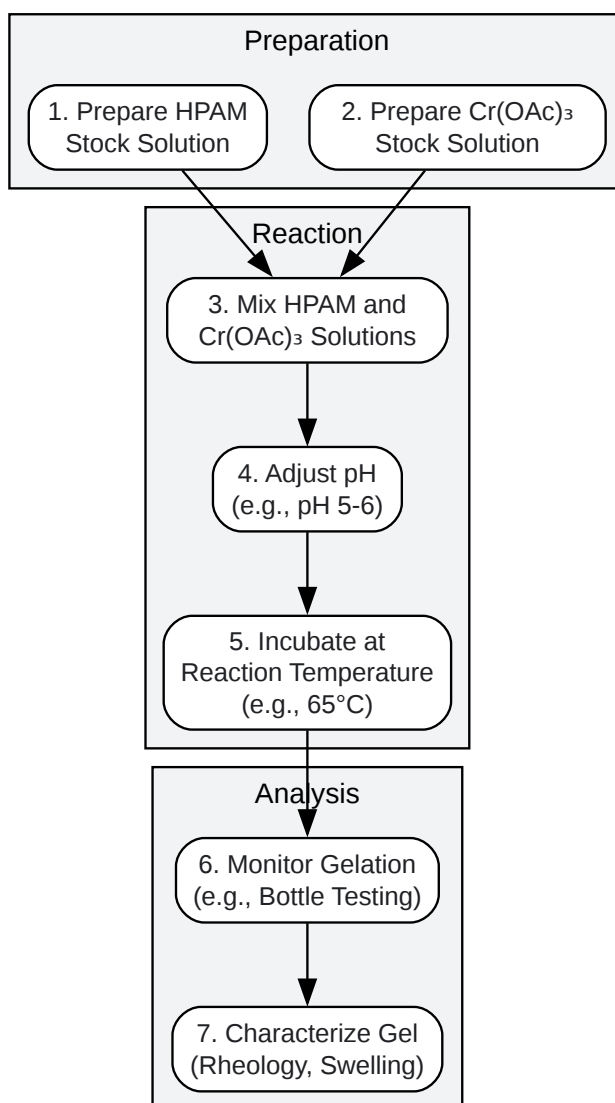 Preparation
1. Prepare HPAM
Stock Solution
2. Prepare Cr(OAc)₃
Stock Solution
Reaction
3. Mix HPAM and
Cr(OAc)₃ Solutions
4. Adjust pH
(e.g., pH 5-6)
5. Incubate at
Reaction Temperature
(e.g., 65°C)
Analysis
6. Monitor Gelation
(e.g., Bottle Testing)
7. Characterize Gel
(Rheology, Swelling)